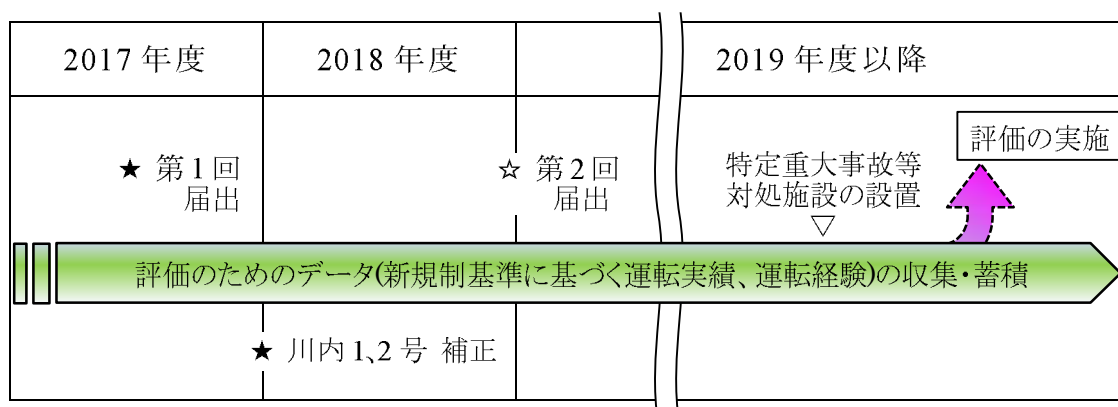 2017 年度
2018 年度
2019 年度以降
★ 第1回
届出
☆ 第2回
届出
特定重大事故等
対処施設の設置
▽
評価の実施
評価のためのデータ(新規制基準に基づく運転実績、運転経験)の収集・蓄積
★ 川内1、2号 補正